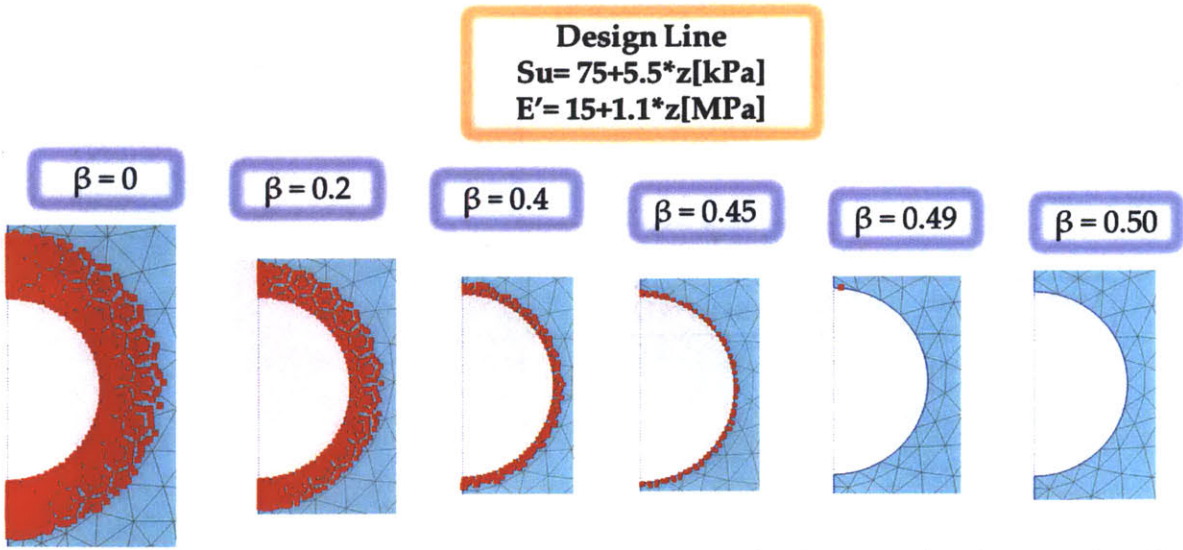 Design Line
Su= 75+5.5*z[kPa]
E'= 15+1.1*z[MPa]
β = 0
β = 0.2
β = 0.4
β = 0.45
β = 0.49
β = 0.50